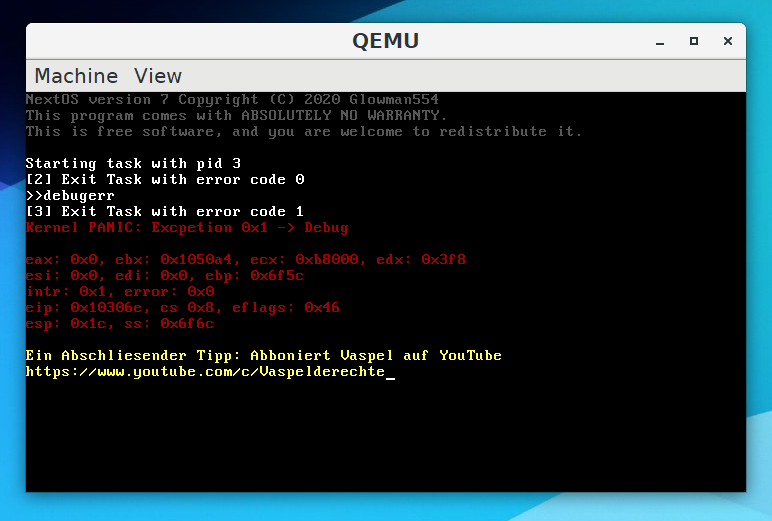 QEMU
Machine View
NextOS version 7 Copyright (C) 2020 Glowman554
This program comes with ABSOLUTELY NO WARRANTY.
This is free software, and you are welcome to redistribute it.
Starting task with pid 3
[2] Exit Task with error code 0
>>debugerr
[3] Exit Task with error code 1
Kernel PANIC: Excpetion 0x1 -> Debug
eax: 0x0, ebx: 0x1050a4, ecx: 0xb8000, edx: 0x3f8
esi: 0x0, edi: 0x0, ebp: 0x6f5c
intr: 0x1, error: 0x0
eip: 0x10306e, cs 0x8, eflags: 0x46
esp: 0x1c, ss: 0x6f6c
Ein Abschliesender Tipp: Abboniert Vaspel auf YouTube
https://www.youtube.com/c/Vaspelderechte_